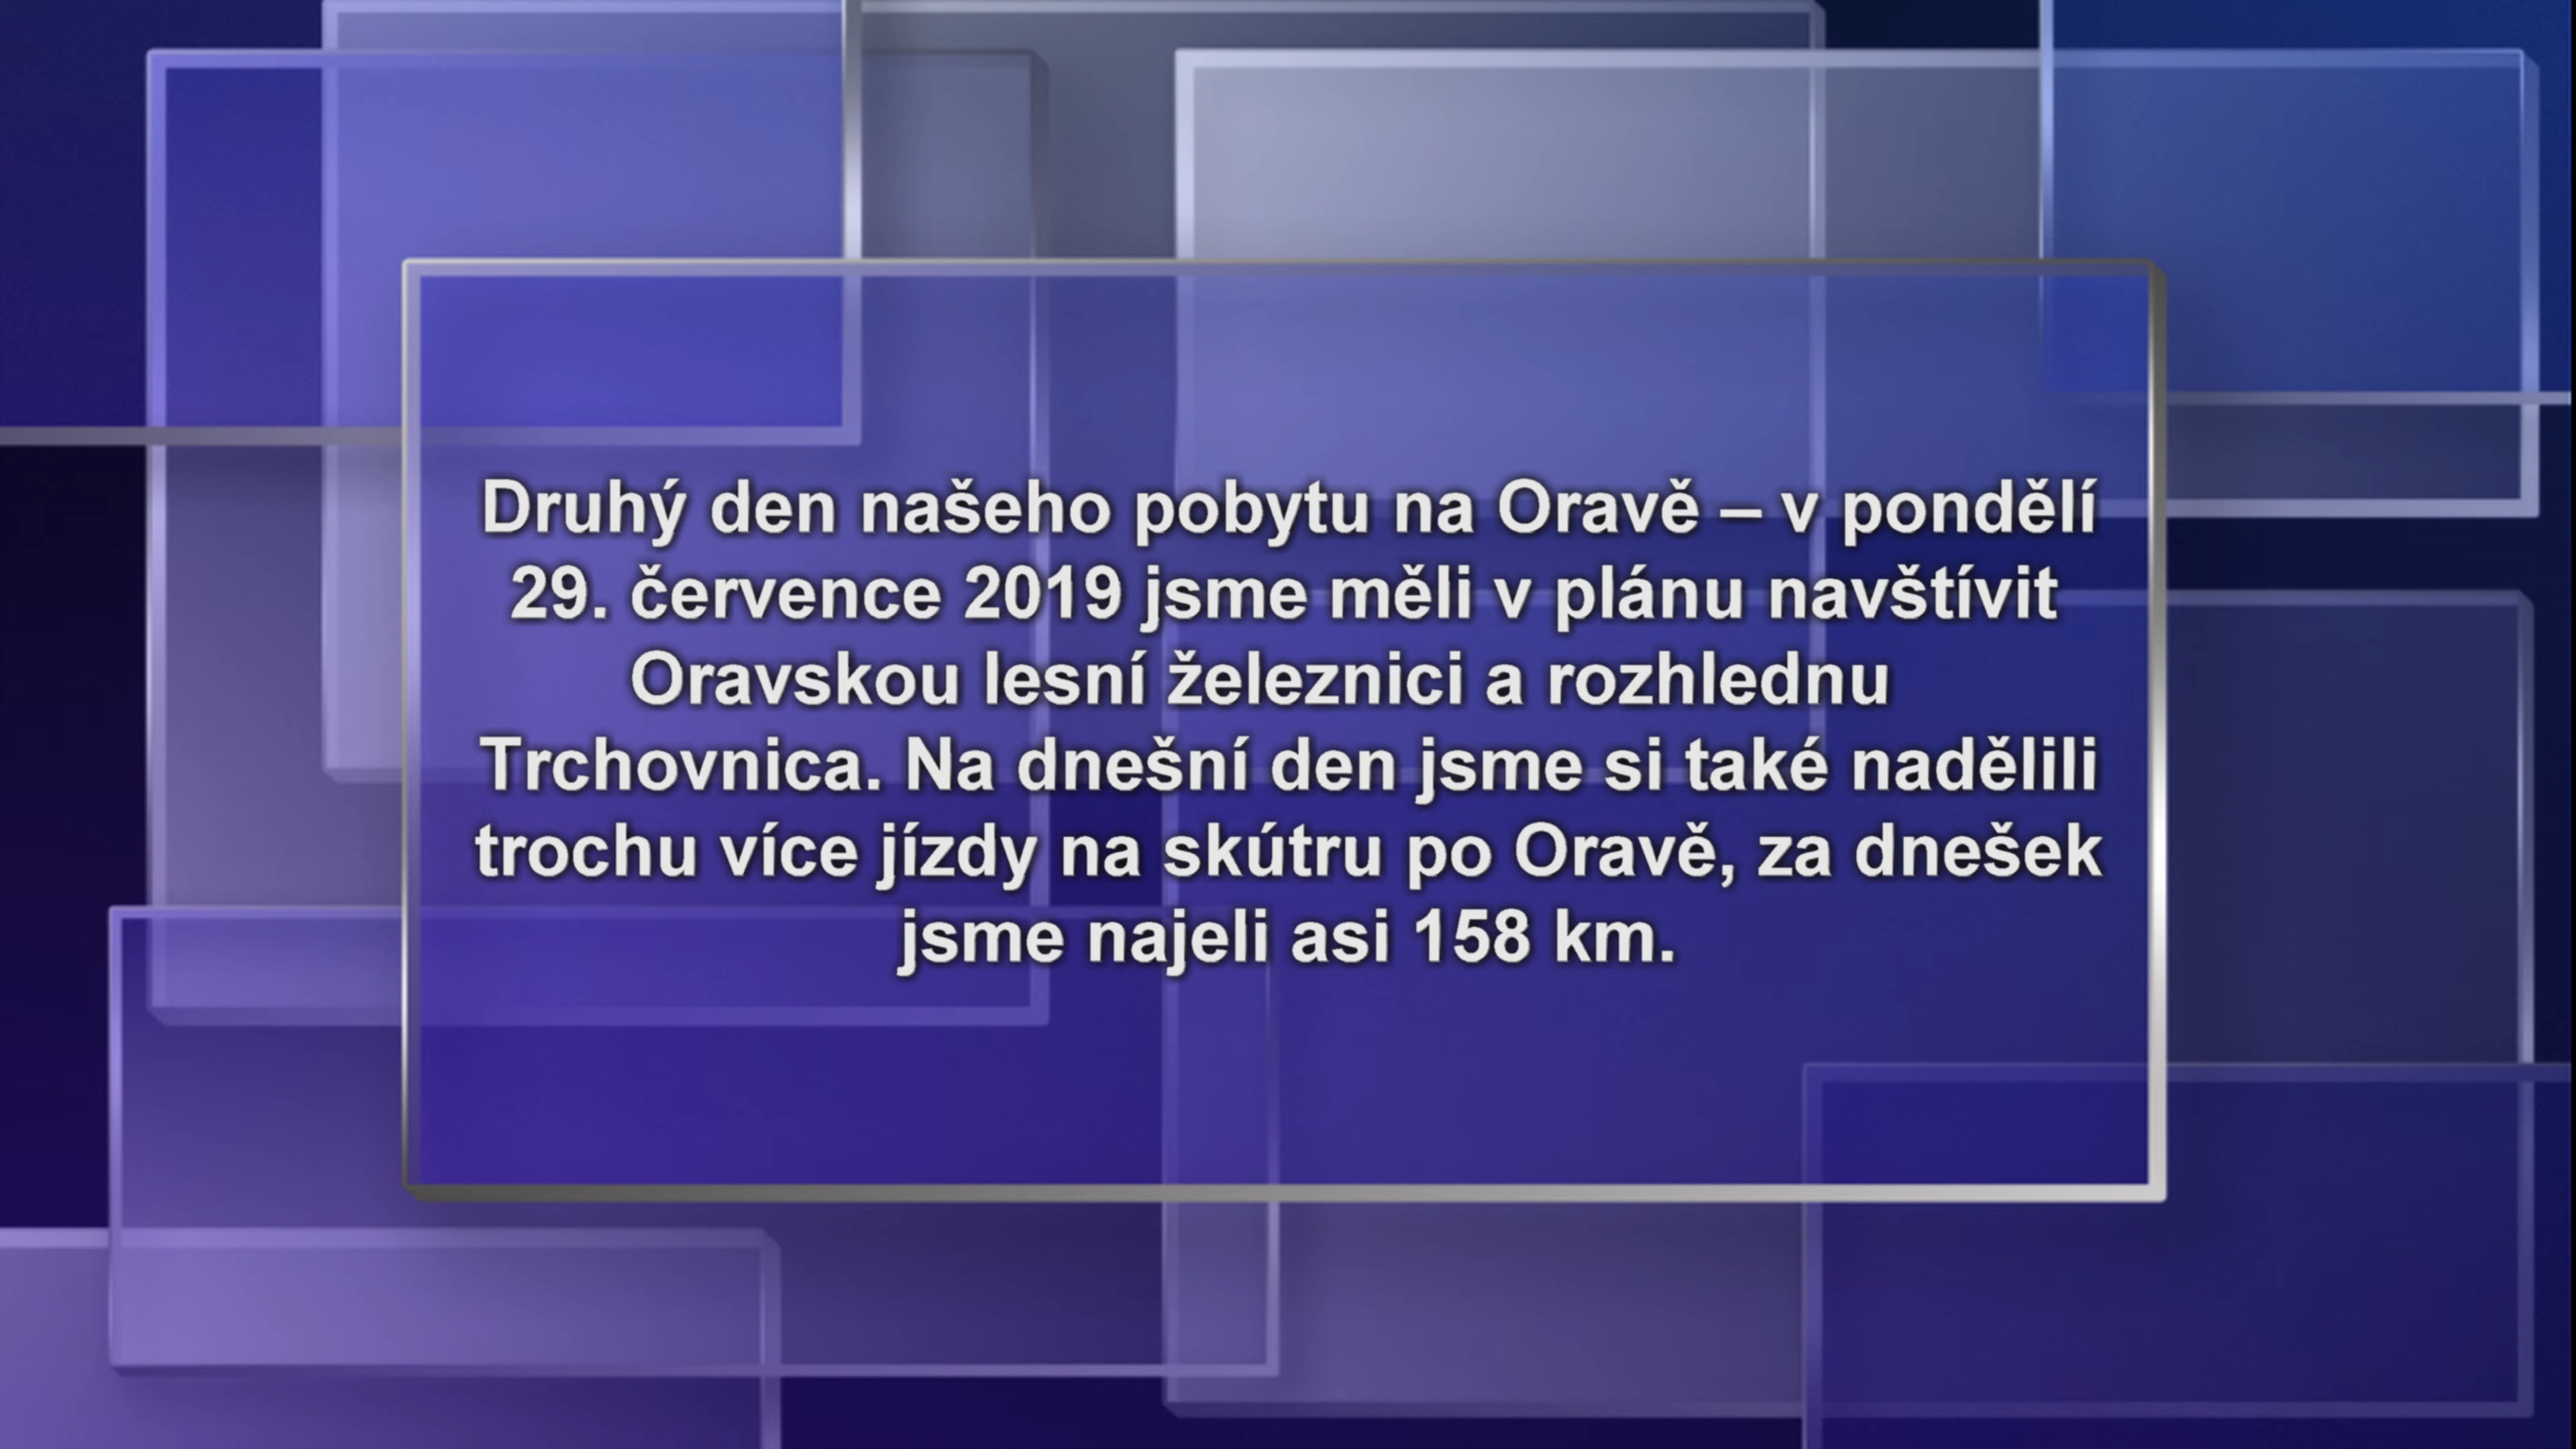 Druhý den našeho pobytu na Oravě – v pondělí
29. července 2019 jsme měli v plánu navštívit
Oravskou lesní železnici a rozhlednu
Trchovnica. Na dnešní den jsme si také nadělili
trochu více jízdy na skútru po Oravě, za dnešek
jsme najeli asi 158 km.